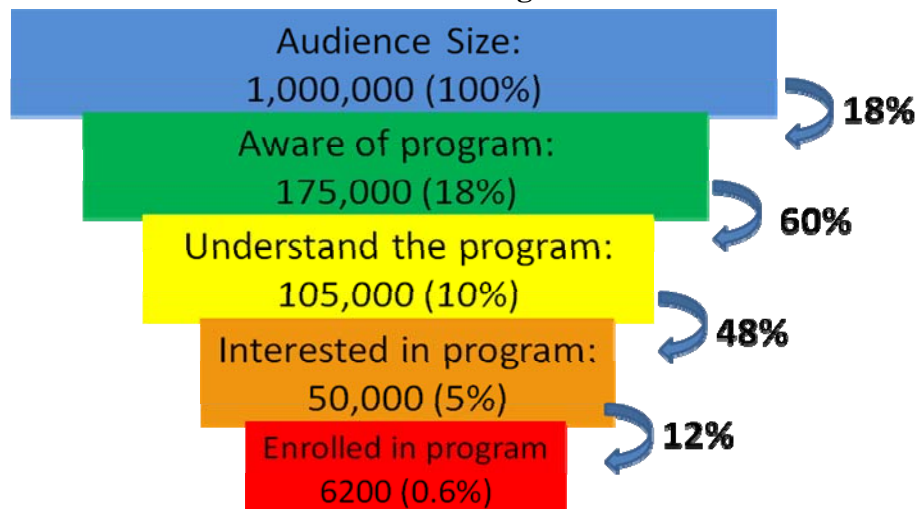 Audience Size:
1,000,000 (100%)
18%
Aware of program:
175,000 (18%)
60%
Understand the program:
105,000 (10%)
48%
Interested in program:
50,000 (5%)
12%
Enrolled in program
6200 (0.6%)